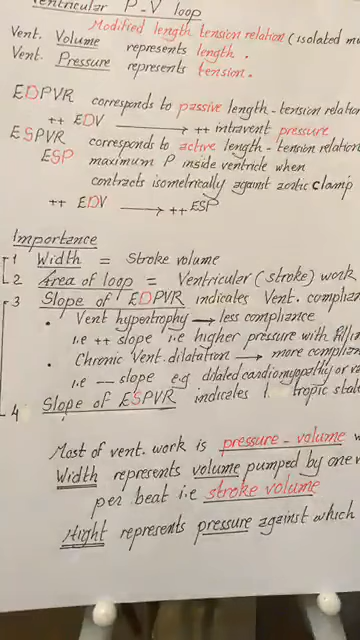 Ventricular P-V loop
Modified length tension relation (isolated mu
Vent. Volume represents length.
Vent. Pressure represents tension.
EDPVR corresponds to passive length-tension relation
++ EDV → ++ intravent pressure
ESPVR corresponds to active length-tension relation
ESP maximum P inside ventricle when
contracts isometrically against aortic clamp
++ EDV → ++ ESP
Importance
1 Width = Stroke volume
2 Area of loop = Ventricular (stroke) work
3 Slope of EDPVR indicates Vent. complian
• Vent hypertrophy → less compliance
i.e ++ slope i.e higher pressure with filli
• Chronic Vent. dilatation → more complian
i.e -- slope e.g dilated cardiomyopathy or
4 Slope of ESPVR indicates tropic stat
Most of vent. work is pressure-volume
Width represents volume pumped by one
per beat i.e stroke volume
Hight represents pressure against which